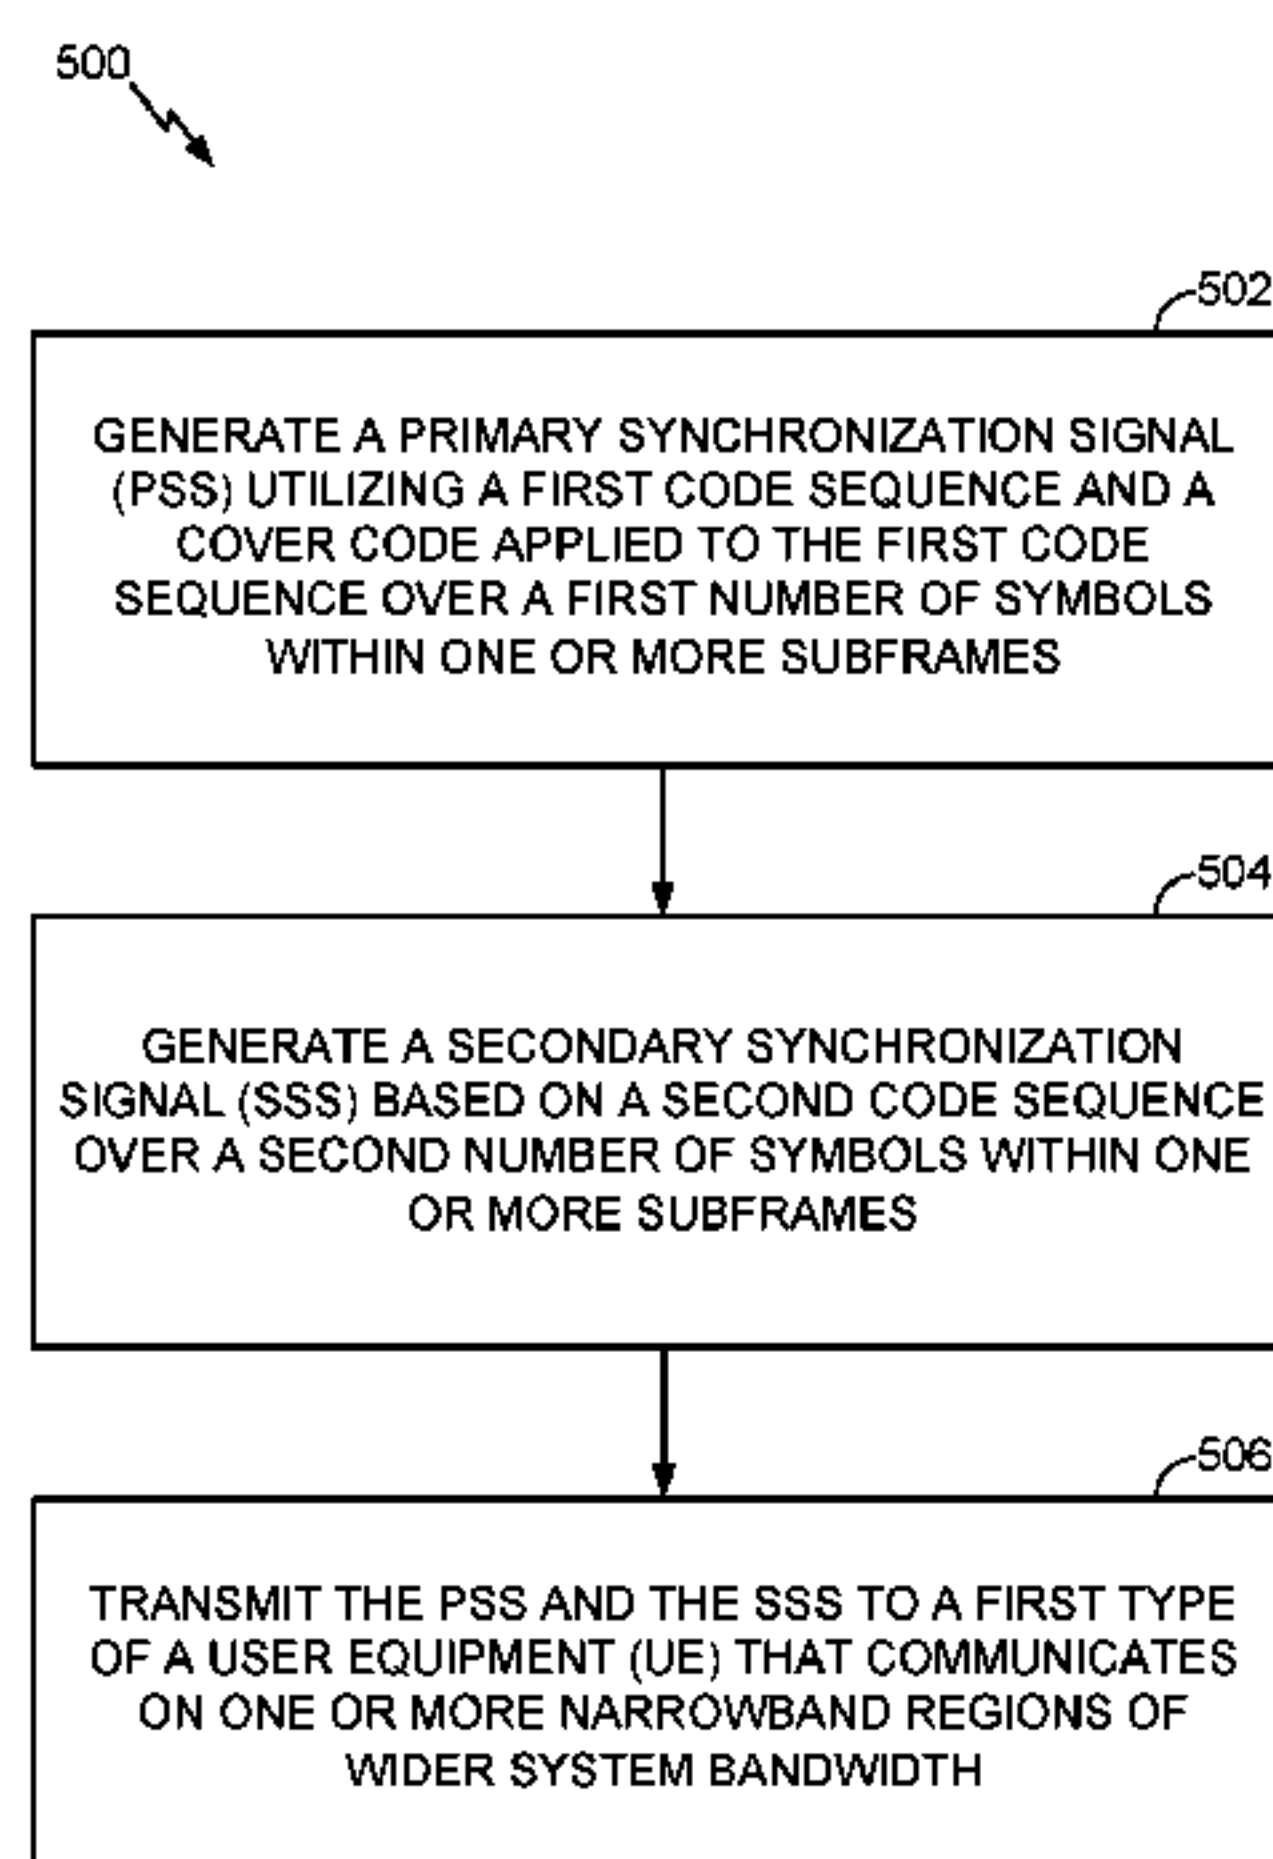 500
502
GENERATE A PRIMARY SYNCHRONIZATION SIGNAL
(PSS) UTILIZING A FIRST CODE SEQUENCE AND A
COVER CODE APPLIED TO THE FIRST CODE
SEQUENCE OVER A FIRST NUMBER OF SYMBOLS
WITHIN ONE OR MORE SUBFRAMES
504
GENERATE A SECONDARY SYNCHRONIZATION
SIGNAL (SSS) BASED ON A SECOND CODE SEQUENCE
OVER A SECOND NUMBER OF SYMBOLS WITHIN ONE
OR MORE SUBFRAMES
506
TRANSMIT THE PSS AND THE SSS TO A FIRST TYPE
OF A USER EQUIPMENT (UE) THAT COMMUNICATES
ON ONE OR MORE NARROWBAND REGIONS OF
WIDER SYSTEM BANDWIDTH